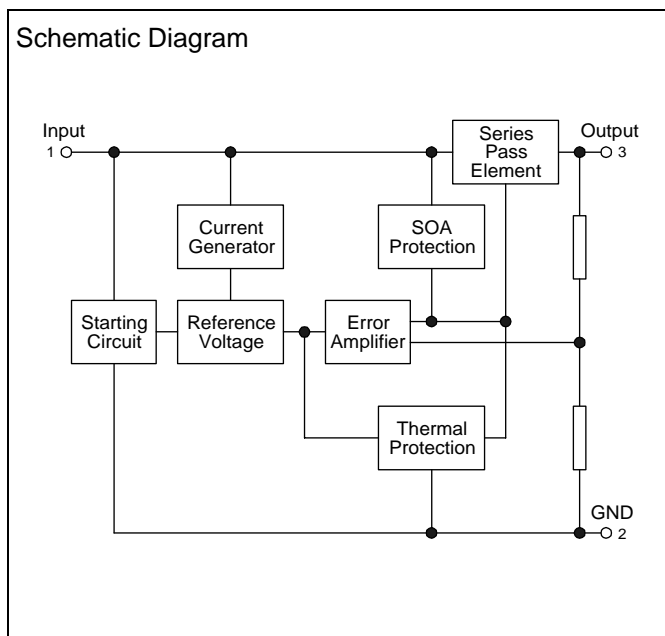 Schematic Diagram
Input
1
Series
Pass
Element
Output
3
Current
Generator
SOA
Protection
Starting
Circuit
Reference
Voltage
Error
Amplifier
Thermal
Protection
GND
2